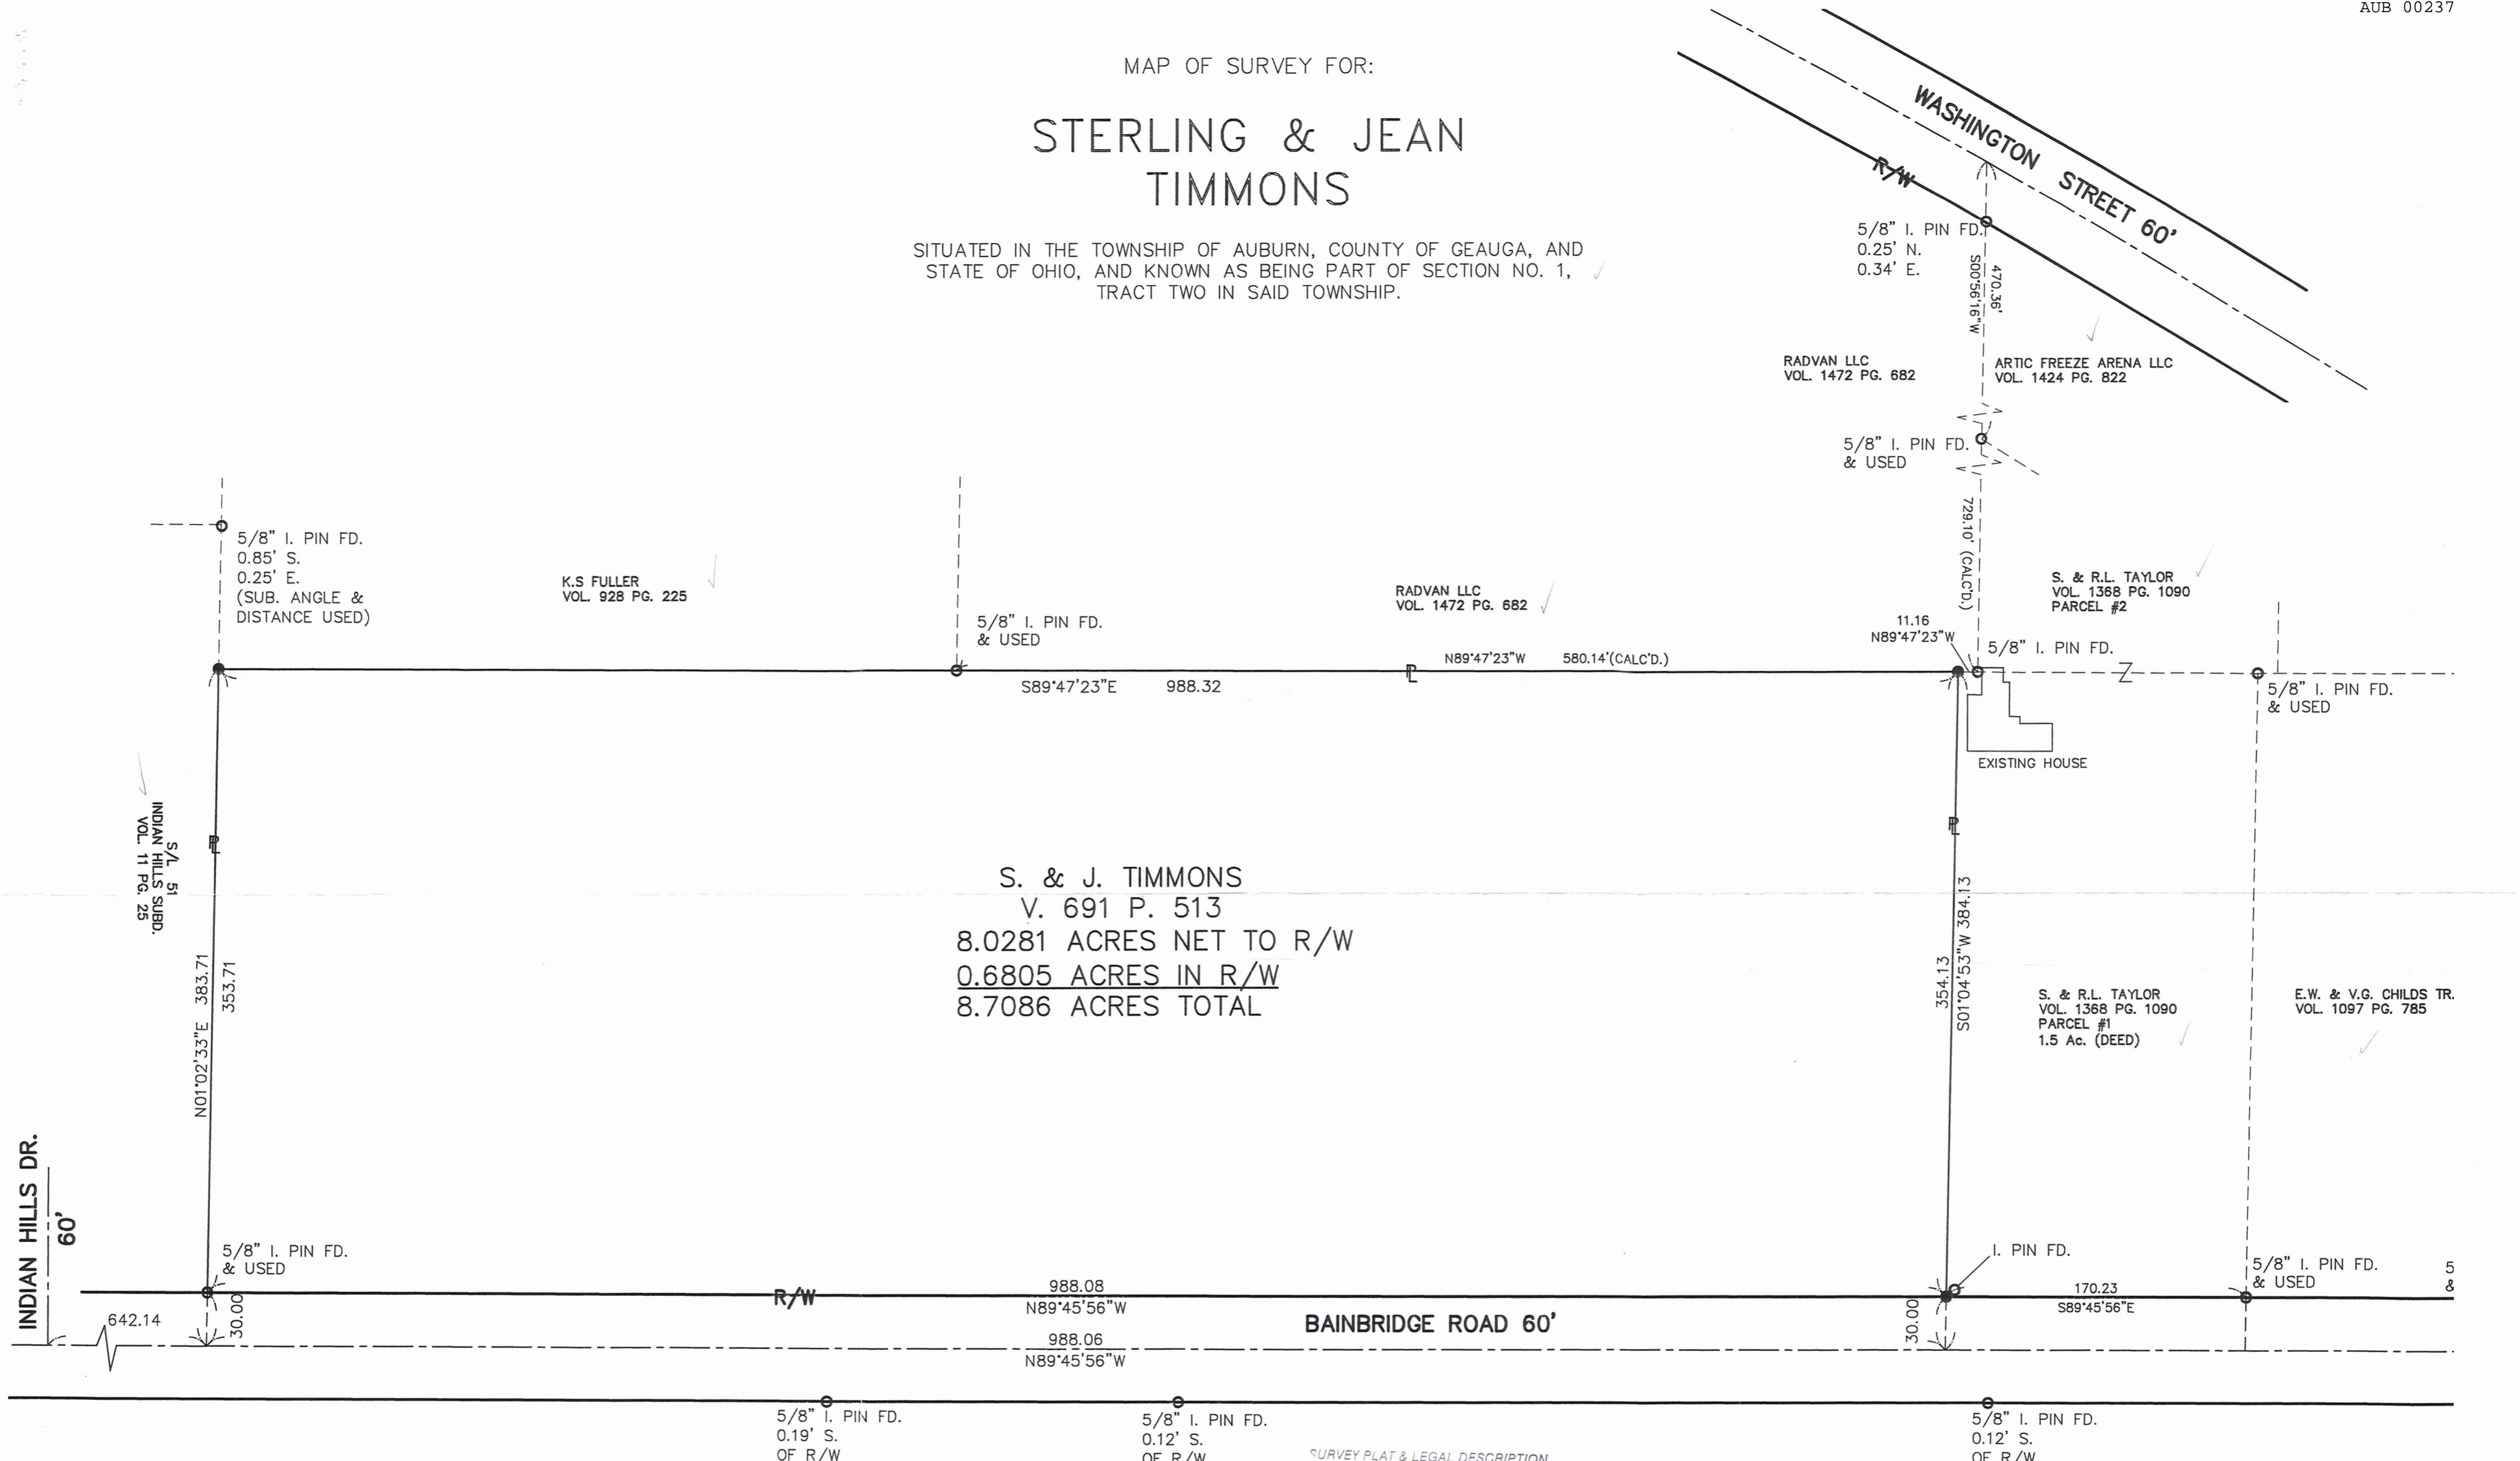 AUB 00237
MAP OF SURVEY FOR:
STERLING & JEAN
TIMMONS
SITUATED IN THE TOWNSHIP OF AUBURN, COUNTY OF GEAUGA, AND
STATE OF OHIO, AND KNOWN AS BEING PART OF SECTION NO. 1,
TRACT TWO IN SAID TOWNSHIP.
WASHINGTON STREET 60'
R/W
5/8" I. PIN FD.
0.25' N.
0.34' E.
470.36'
S00°56'16"W
RADVAN LLC
VOL. 1472 PG. 682
ARTIC FREEZE ARENA LLC
VOL. 1424 PG. 822
5/8" I. PIN FD.
& USED
729.10' (CALC'D.)
5/8" I. PIN FD.
0.85' S.
0.25' E.
(SUB. ANGLE &
DISTANCE USED)
K.S FULLER
VOL. 928 PG. 225
5/8" I. PIN FD.
& USED
RADVAN LLC
VOL. 1472 PG. 682
S. & R.L. TAYLOR
VOL. 1368 PG. 1090
PARCEL #2
11.16
N89°47'23"W
5/8" I. PIN FD.
N89°47'23"W 580.14'(CALC'D.)
S89°47'23"E 988.32
PL
Z
5/8" I. PIN FD.
& USED
EXISTING HOUSE
S/L 51
INDIAN HILLS SUBD.
VOL. 11 PG. 25
PL
PL
S. & J. TIMMONS
V. 691 P. 513
8.0281 ACRES NET TO R/W
0.6805 ACRES IN R/W
8.7086 ACRES TOTAL
N01°02'33"E 383.71
353.71
354.13
S01°04'53"W 384.13
S. & R.L. TAYLOR
VOL. 1368 PG. 1090
PARCEL #1
1.5 Ac. (DEED)
E.W. & V.G. CHILDS TR.
VOL. 1097 PG. 785
INDIAN HILLS DR.
60'
5/8" I. PIN FD.
& USED
I. PIN FD.
5/8" I. PIN FD.
& USED
5
&
642.14
30.00
R/W
988.08
N89°45'56"W
BAINBRIDGE ROAD 60'
988.06
N89°45'56"W
30.00
170.23
S89°45'56"E
5/8" I. PIN FD.
0.19' S.
OF R/W
5/8" I. PIN FD.
0.12' S.
OF R/W
5/8" I. PIN FD.
0.12' S.
OF R/W
SURVEY PLAT & LEGAL DESCRIPTION